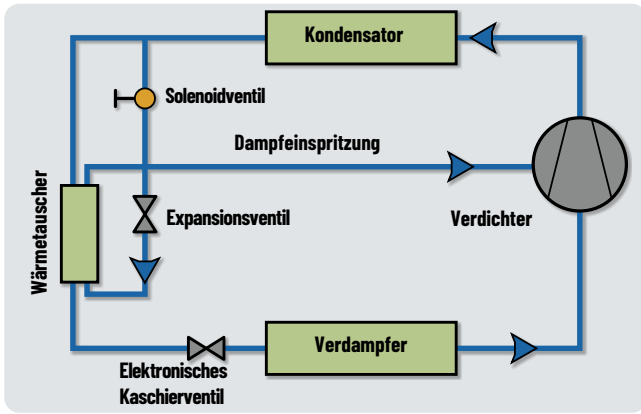 Kondensator
Solenoidventil
Dampfeinspritzung
Wärmetauscher
Expansionsventil
Verdichter
Verdampfer
Elektronisches
Kaschierventil